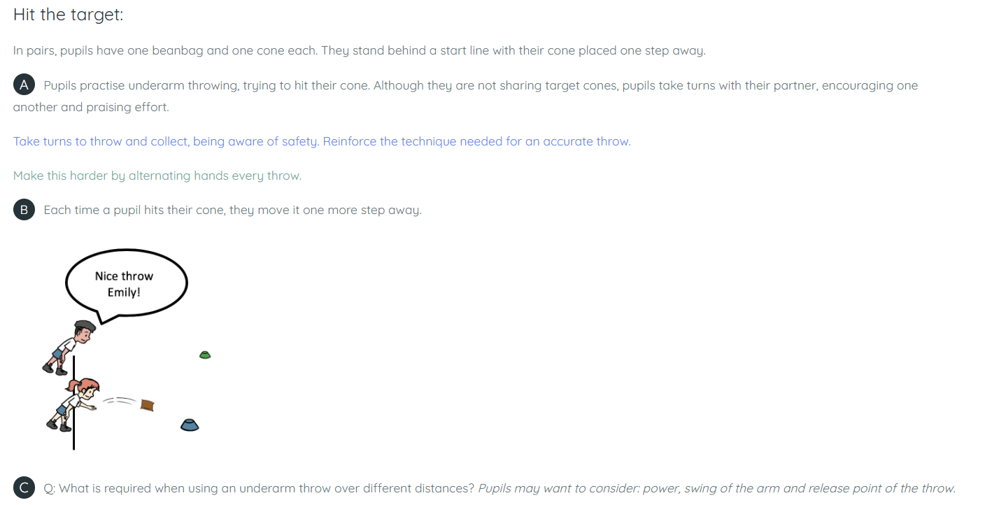 Hit the target:
In pairs, pupils have one beanbag and one cone each. They stand behind a start line with their cone placed one step away.
A Pupils practise underarm throwing, trying to hit their cone. Although they are not sharing target cones, pupils take turns with their partner, encouraging one
another and praising effort.
Take turns to throw and collect, being aware of safety. Reinforce the technique needed for an accurate throw.
Make this harder by alternating hands every throw.
B Each time a pupil hits their cone, they move it one more step away.
Nice throw
Emily!
C Q: What is required when using an underarm throw over different distances? Pupils may want to consider: power, swing of the arm and release point of the throw.